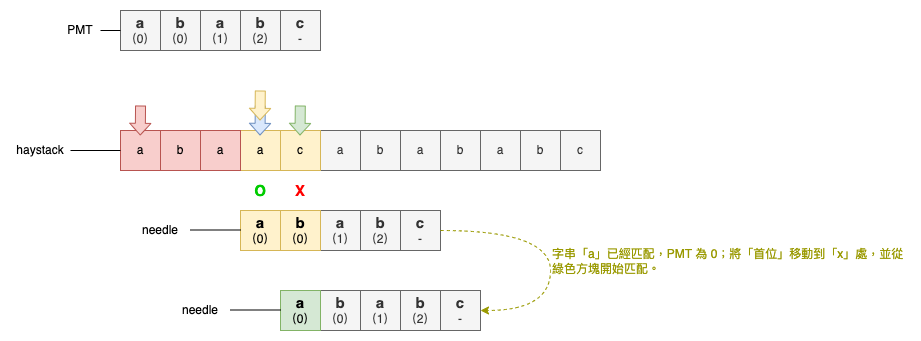 PMT
a b a b c
(0) (0) (1) (2) -
haystack
a b a a c a b a b a b c
O X
needle
a b a b c
(0) (0) (1) (2) -
字串「a」已經匹配，PMT 為 0；將「首位」移動到「x」處，並從
綠色方塊開始匹配。
needle
a b a b c
(0) (0) (1) (2) -